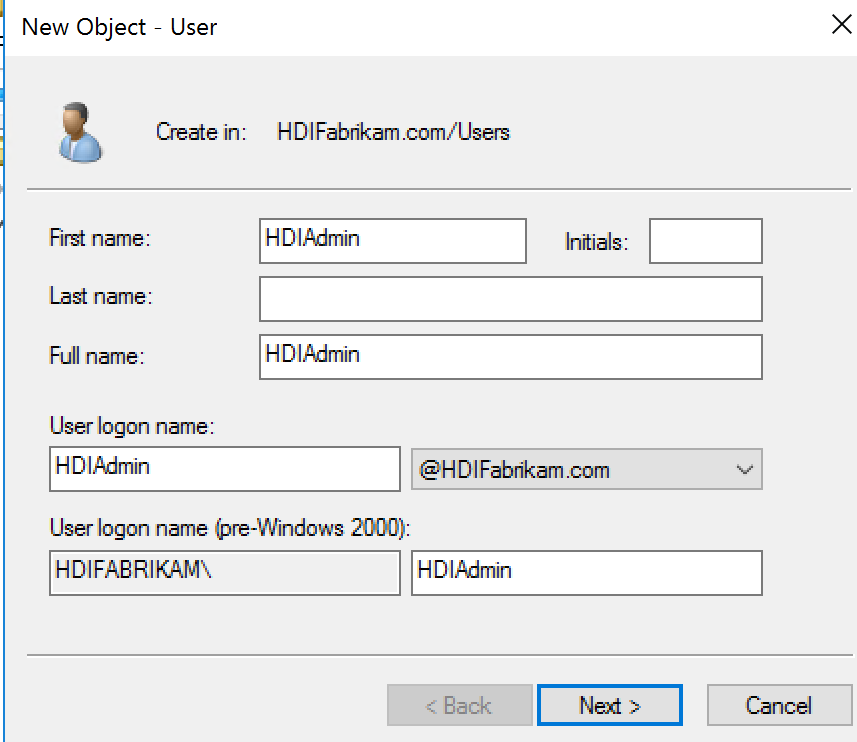 New Object - User
Create in: HDIFabrikam.com/Users
First name: HDIAdmin Initials:
Last name:
Full name: HDIAdmin
User logon name:
HDIAdmin @HDIFabrikam.com
User logon name (pre-Windows 2000):
HDIFABRIKAM\ HDIAdmin
< Back Next > Cancel